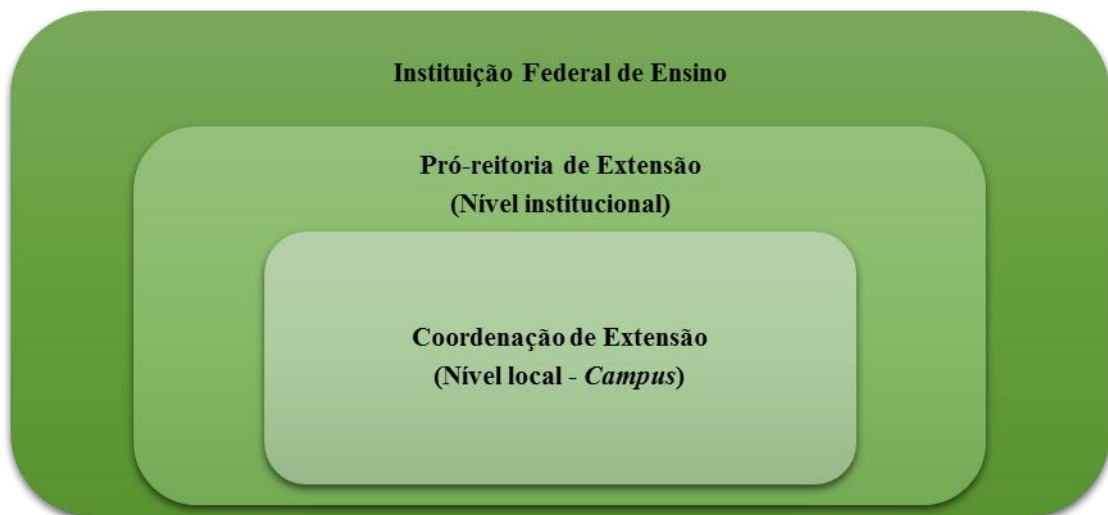 Instituição Federal de Ensino
Pró-reitoria de Extensão
(Nível institucional)
Coordenação de Extensão
(Nível local - Campus)